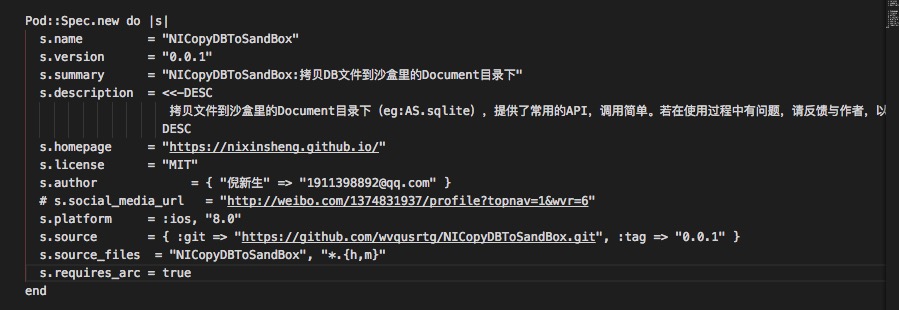 Pod::Spec.new do |s|
  s.name         = "NICopyDBToSandBox"
  s.version      = "0.0.1"
  s.summary      = "NICopyDBToSandBox:拷贝DB文件到沙盒里的Document目录下"
  s.description  = <<-DESC
                    拷贝文件到沙盒里的Document目录下（eg:AS.sqlite），提供了常用的API，调用简单。若在使用过程中有问题，请反馈与作者，以
                   DESC
  s.homepage     = "https://nixinsheng.github.io/"
  s.license      = "MIT"
  s.author             = { "倪新生" => "1911398892@qq.com" }
  # s.social_media_url   = "http://weibo.com/1374831937/profile?topnav=1&wvr=6"
  s.platform     = :ios, "8.0"
  s.source       = { :git => "https://github.com/wvqusrtg/NICopyDBToSandBox.git", :tag => "0.0.1" }
  s.source_files  = "NICopyDBToSandBox", "*.{h,m}"
  s.requires_arc = true
end